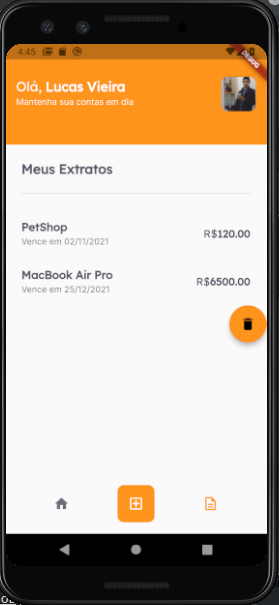 4:45
DEBUG
Olá, Lucas Vieira
Mantenha sua contas em dia
Meus Extratos
PetShop
R$120.00
Vence em 02/11/2021
MacBook Air Pro
R$6500.00
Vence em 25/12/2021